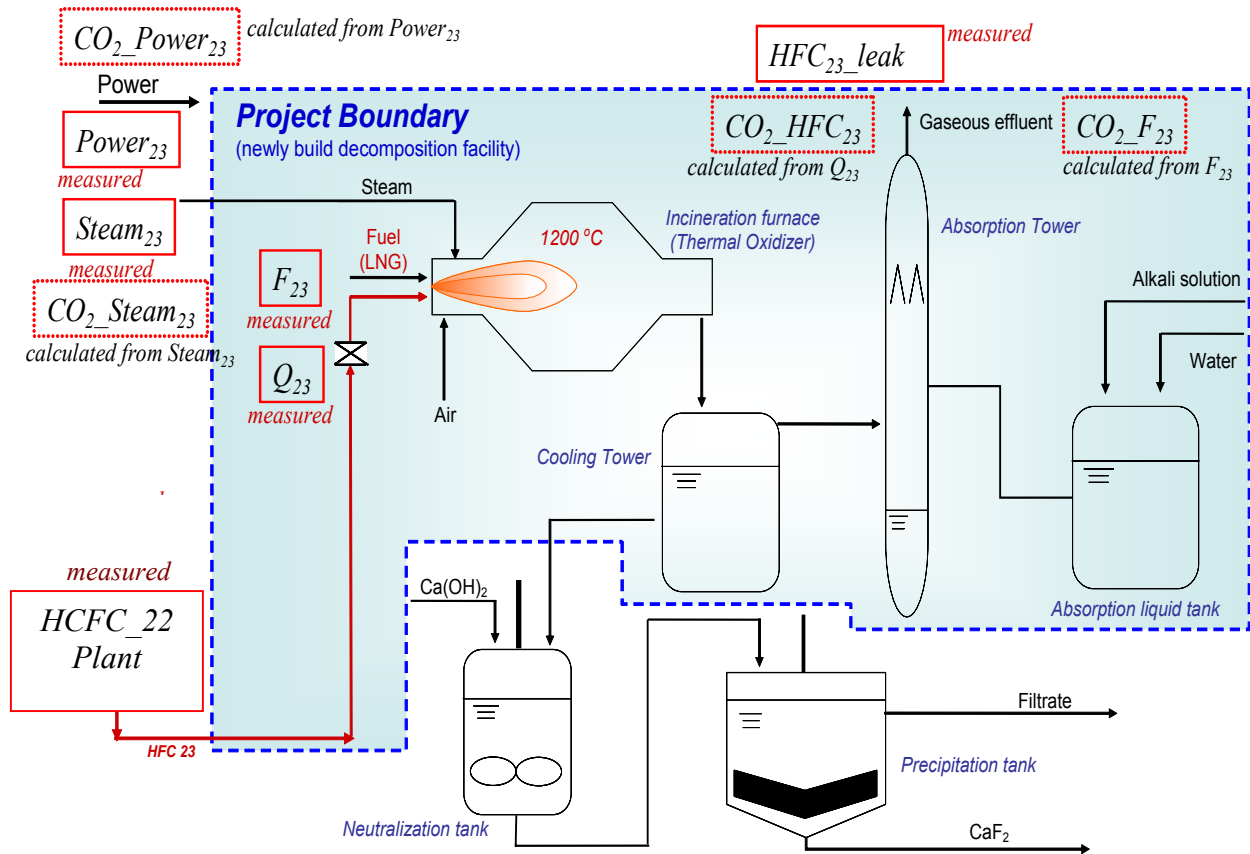 CO₂_Power₂₃
calculated from Power₂₃
measured
HFC₂₃_leak
Power
Project Boundary
(newly build decomposition facility)
CO₂_HFC₂₃
calculated from Q₂₃
Gaseous effluent
CO₂_F₂₃
calculated from F₂₃
Power₂₃
measured
Steam
Steam₂₃
measured
Incineration furnace
(Thermal Oxidizer)
Absorption Tower
1200 °C
Fuel
(LNG)
F₂₃
measured
CO₂_Steam₂₃
calculated from Steam₂₃
Alkali solution
Water
Q₂₃
measured
Air
Cooling Tower
measured
HCFC_22
Plant
Ca(OH)₂
Absorption liquid tank
HFC 23
Filtrate
Precipitation tank
Neutralization tank
CaF₂